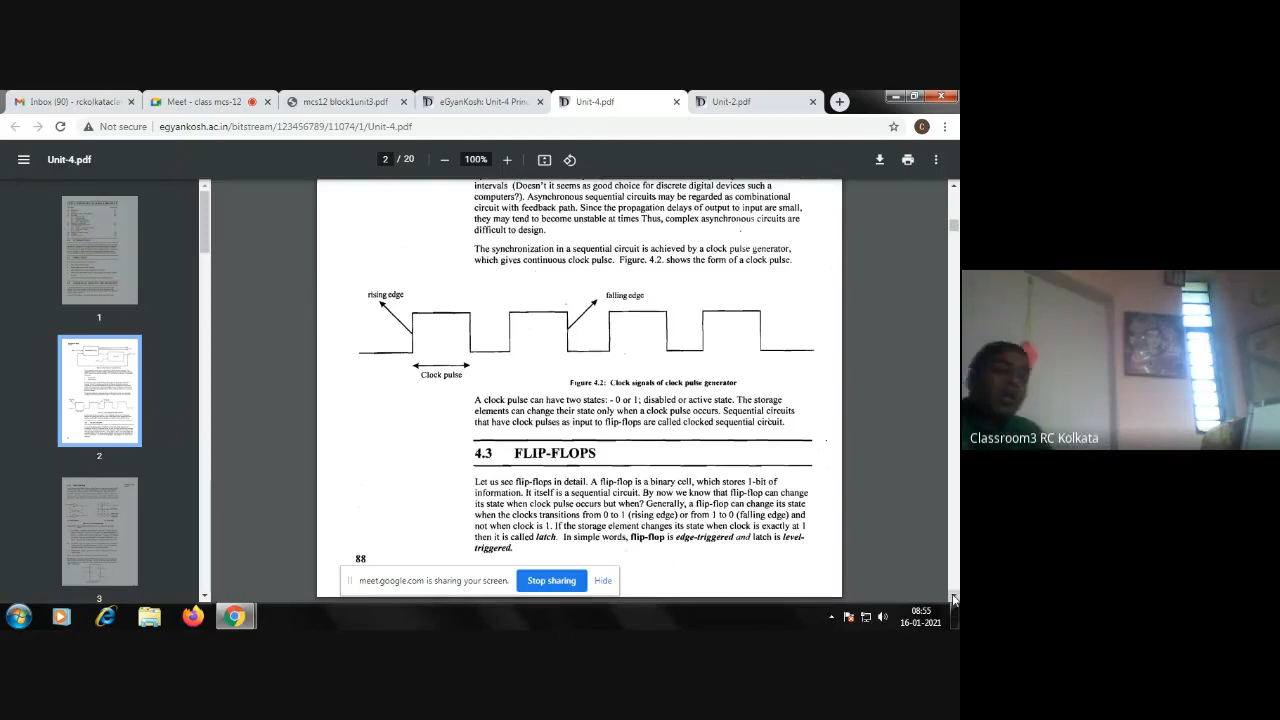 Inbox (90) - rckolkatacla
Meet - class mcs-12
mcs12 block1unit3.pdf
eGyanKosh: Unit-4 Princ
Unit-4.pdf
Unit-2.pdf
Not secure
egyankosh.ac.in/bitstream/123456789/11074/1/Unit-4.pdf
C
Unit-4.pdf
2 / 20
100%
intervals (Doesn't it seems as good choice for discrete digital devices such a
computers?). Asynchronous sequential circuits may be regarded as combinational
circuit with feedback path. Since the propagation delays of output to input are small,
they may tend to become unstable at times Thus, complex asynchronous circuits are
difficult to design.
The synchronization in a sequential circuit is achieved by a clock pulse generator,
which gives continuous clock pulse. Figure. 4.2. shows the form of a clock pulse.
rising edge
falling edge
Clock pulse
Figure 4.2: Clock signals of clock pulse generator
A clock pulse can have two states: - 0 or 1; disabled or active state. The storage
elements can change their state only when a clock pulse occurs. Sequential circuits
that have clock pulses as input to flip-flops are called clocked sequential circuit.
4.3 FLIP-FLOPS
Let us see flip-flops in detail. A flip-flop is a binary cell, which stores 1-bit of
information. It itself is a sequential circuit. By now we know that flip-flop can change
its state when clock pulse occurs but when? Generally, a flip-flop can change its state
when the clocks transitions from 0 to 1 (rising edge) or from 1 to 0 (falling edge) and
not when clock is 1. If the storage element changes its state when clock is exactly at 1
then it is called latch. In simple words, flip-flop is edge-triggered and latch is level-
triggered.
88
1
2
3
meet.google.com is sharing your screen.
Stop sharing
Hide
08:55
16-01-2021
Classroom3 RC Kolkata